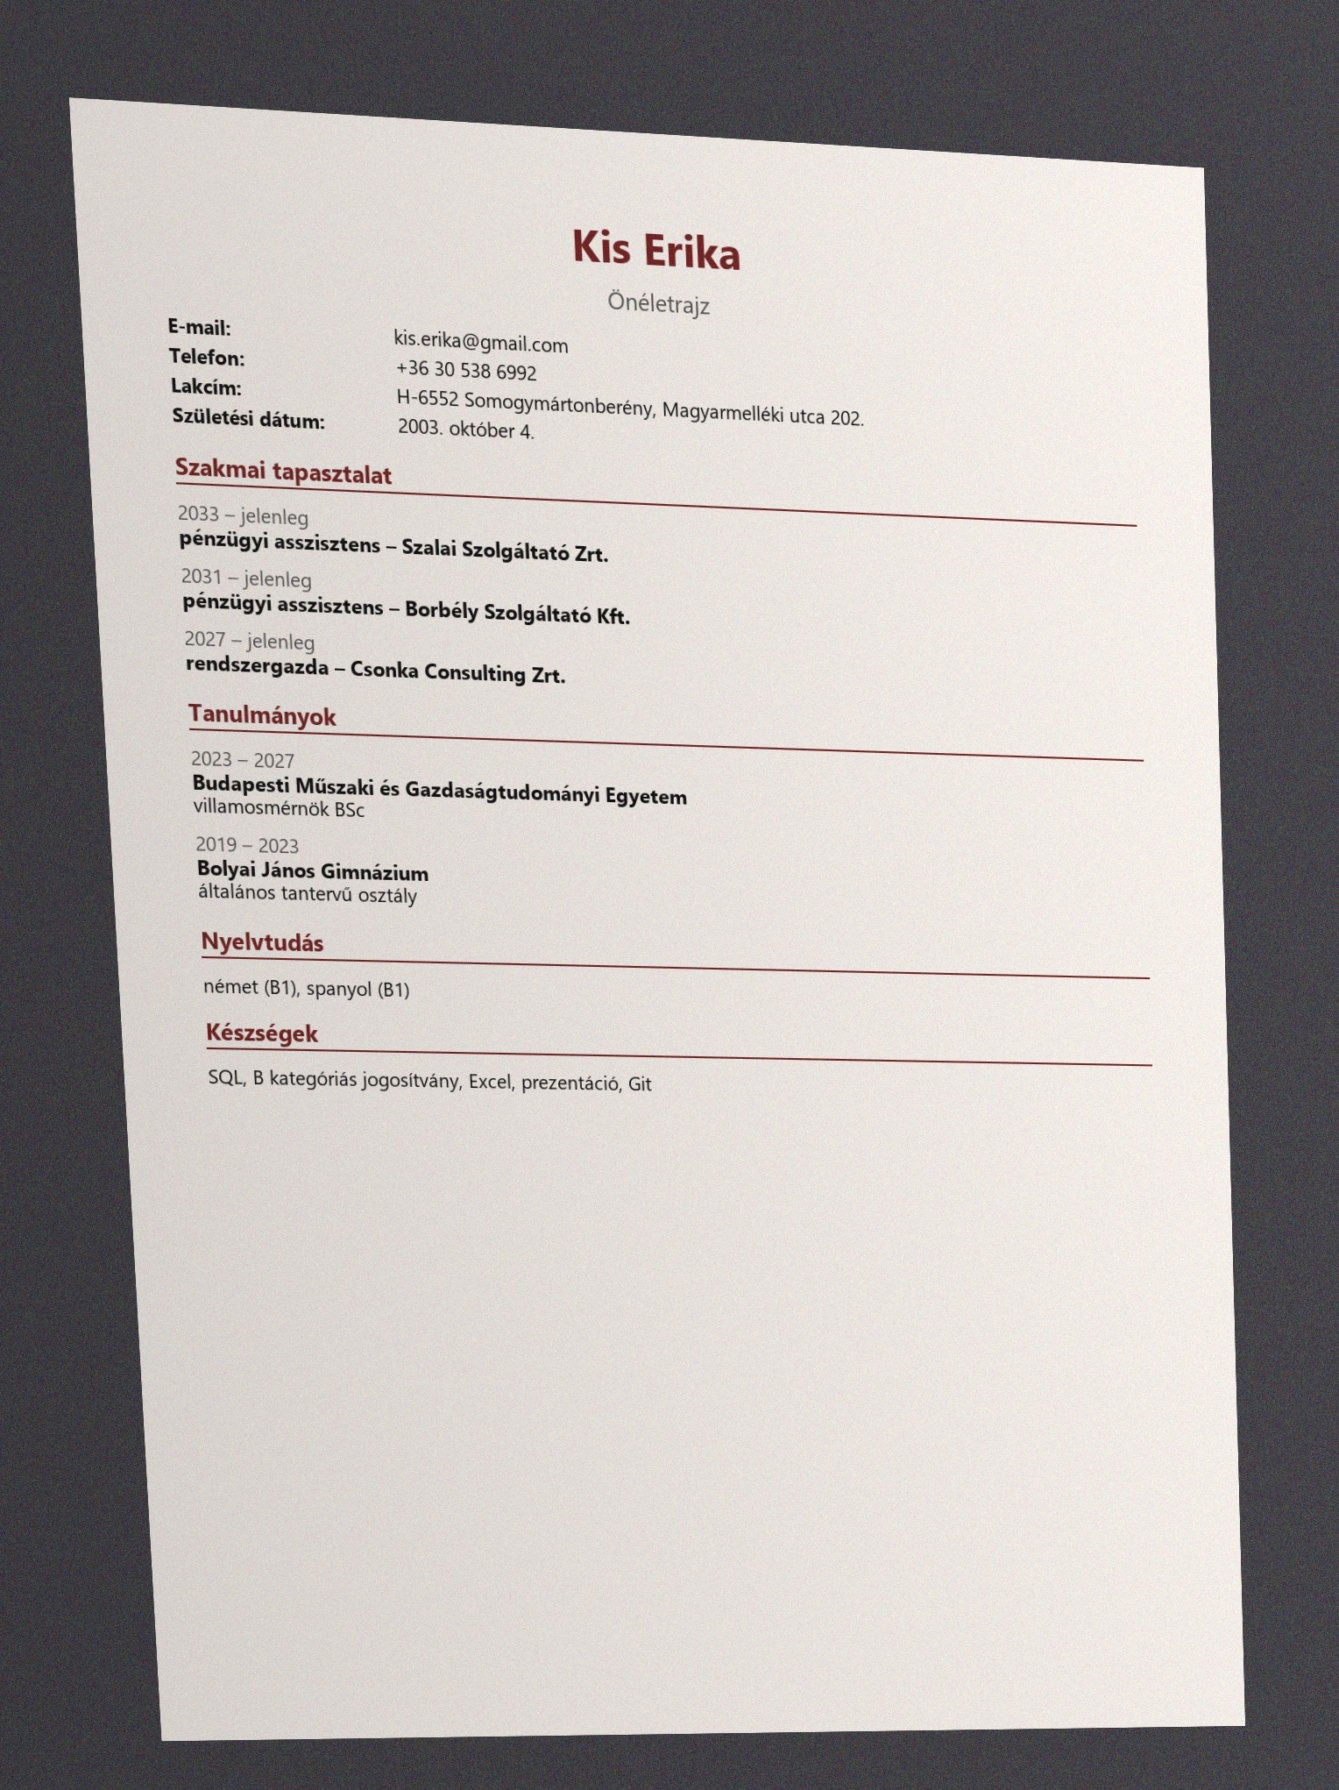 Kis Erika
Önéletrajz
E-mail: kis.erika@gmail.com
Telefon: +36 30 538 6992
Lakcím: H-6552 Somogymártonberény, Magyarmelléki utca 202.
Születési dátum: 2003. október 4.
Szakmai tapasztalat
2033 – jelenleg
pénzügyi asszisztens – Szalai Szolgáltató Zrt.
2031 – jelenleg
pénzügyi asszisztens – Borbély Szolgáltató Kft.
2027 – jelenleg
rendszergazda – Csonka Consulting Zrt.
Tanulmányok
2023 – 2027
Budapesti Műszaki és Gazdaságtudományi Egyetem
villamosmérnök BSc
2019 – 2023
Bolyai János Gimnázium
általános tantervű osztály
Nyelvtudás
német (B1), spanyol (B1)
Készségek
SQL, B kategóriás jogosítvány, Excel, prezentáció, Git